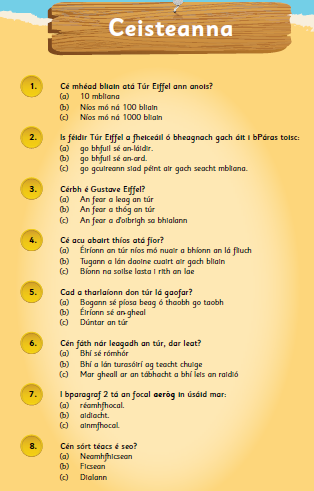 Ceisteanna
1. Cé mhéad bliain atá Túr Eiffel ann anois?
(a) 10 mbliana
(b) Níos mó ná 100 bliain
(c) Níos mó ná 1000 bliain
2. Is féidir Túr Eiffel a fheiceáil ó bheagnach gach áit i bPáras toisc:
(a) go bhfuil sé an-láidir.
(b) go bhfuil sé an-ard.
(c) go gcuireann siad péint air gach seacht mbliana.
3. Cérbh é Gustave Eiffel?
(a) An fear a leag an túr
(b) An fear a thóg an túr
(c) An fear a d'oibrigh sa bhialann
4. Cé acu abairt thíos atá fíor?
(a) Éiríonn an túr níos mó nuair a bhíonn an lá fliuch
(b) Tugann a lán daoine cuairt air gach bliain
(c) Bíonn na soilse lasta i rith an lae
5. Cad a tharlaíonn don túr lá gaofar?
(a) Bogann sé píosa beag ó thaobh go taobh
(b) Éiríonn sé an-gheal
(c) Dúntar an túr
6. Cén fáth nár leagadh an túr, dar leat?
(a) Bhí sé rómhór
(b) Bhí a lán turasóirí ag teacht chuige
(c) Mar gheall ar an tábhacht a bhí leis an raidió
7. I bparagraf 2 tá an focal aeróg in úsáid mar:
(a) réamhfhocal.
(b) aidiacht.
(c) ainmfhocal.
8. Cén sórt téacs é seo?
(a) Neamhfhicsean
(b) Ficsean
(c) Dialann